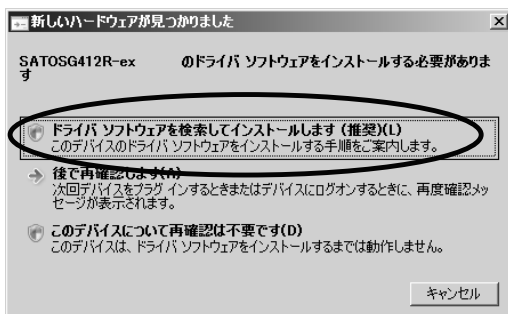 新しいハードウェアが見つかりました
SATOSG412R-ex のドライバ ソフトウェアをインストールする必要がありま
す
ドライバ ソフトウェアを検索してインストールします (推奨)(L)
このデバイスのドライバ ソフトウェアをインストールする手順をご案内します。
後で再確認します(A)
次回デバイスをプラグ インするときまたはデバイスにログオンするときに、再度確認メッ
セージが表示されます。
このデバイスについて再確認は不要です(D)
このデバイスは、ドライバ ソフトウェアをインストールするまでは動作しません。
キャンセル